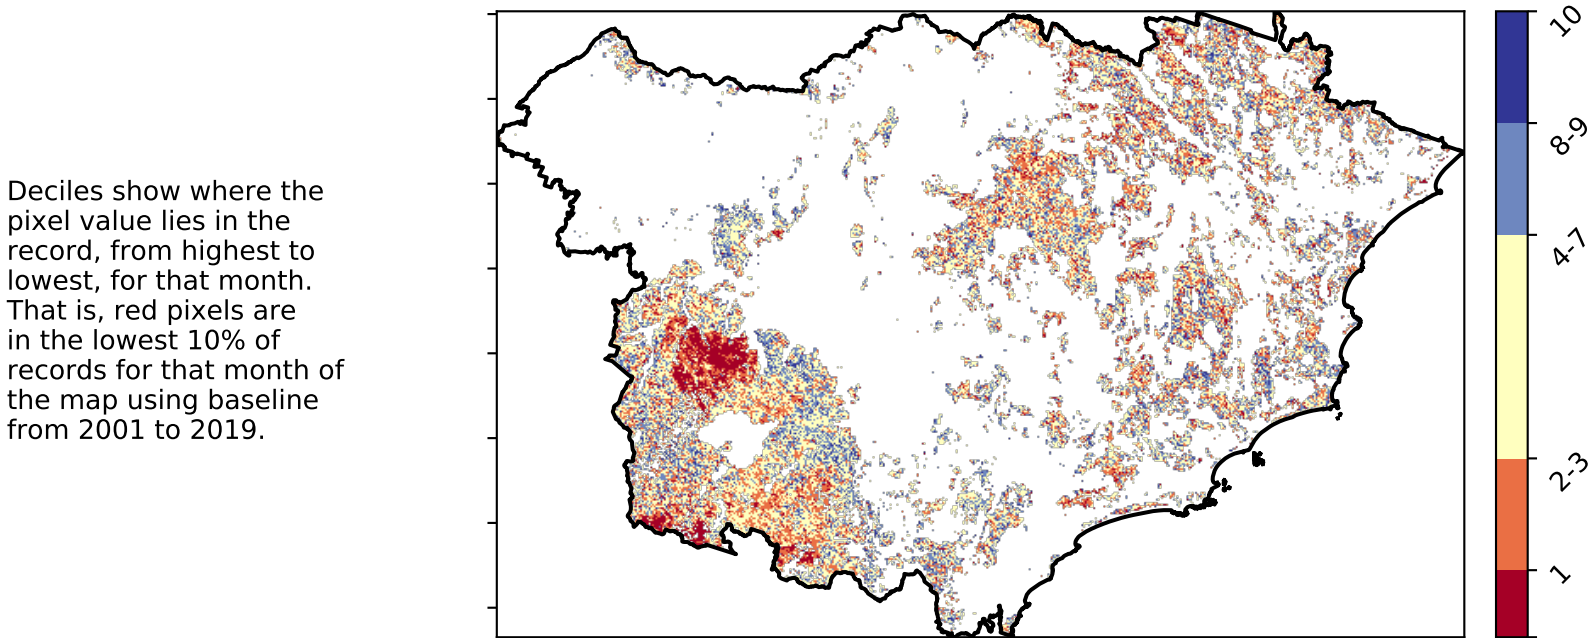 Deciles show where the
pixel value lies in the
record, from highest to
lowest, for that month.
That is, red pixels are
in the lowest 10% of
records for that month of
the map using baseline
from 2001 to 2019.
10
8-9
4-7
2-3
1